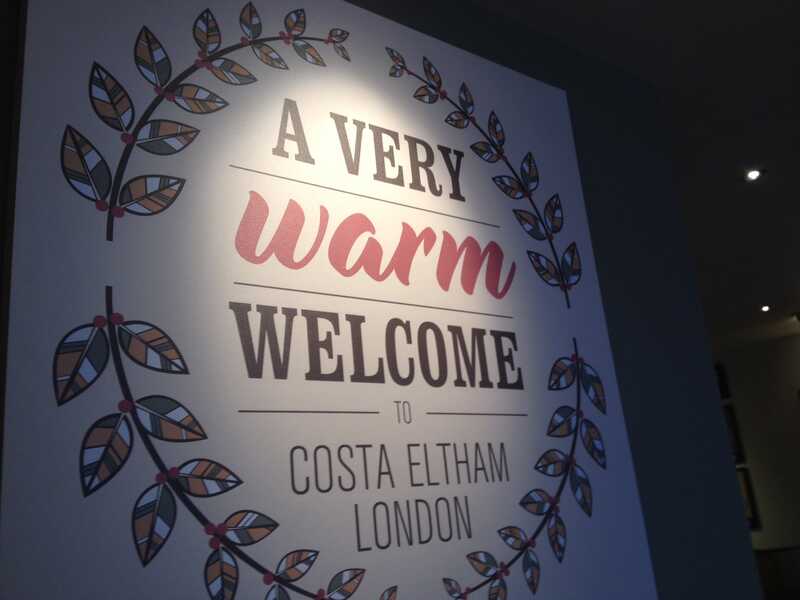 A VERY
warm
WELCOME
TO
COSTA ELTHAM
LONDON